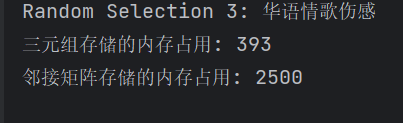 Random Selection 3: 华语情歌伤感
三元组存储的内存占用: 393
邻接矩阵存储的内存占用: 2500